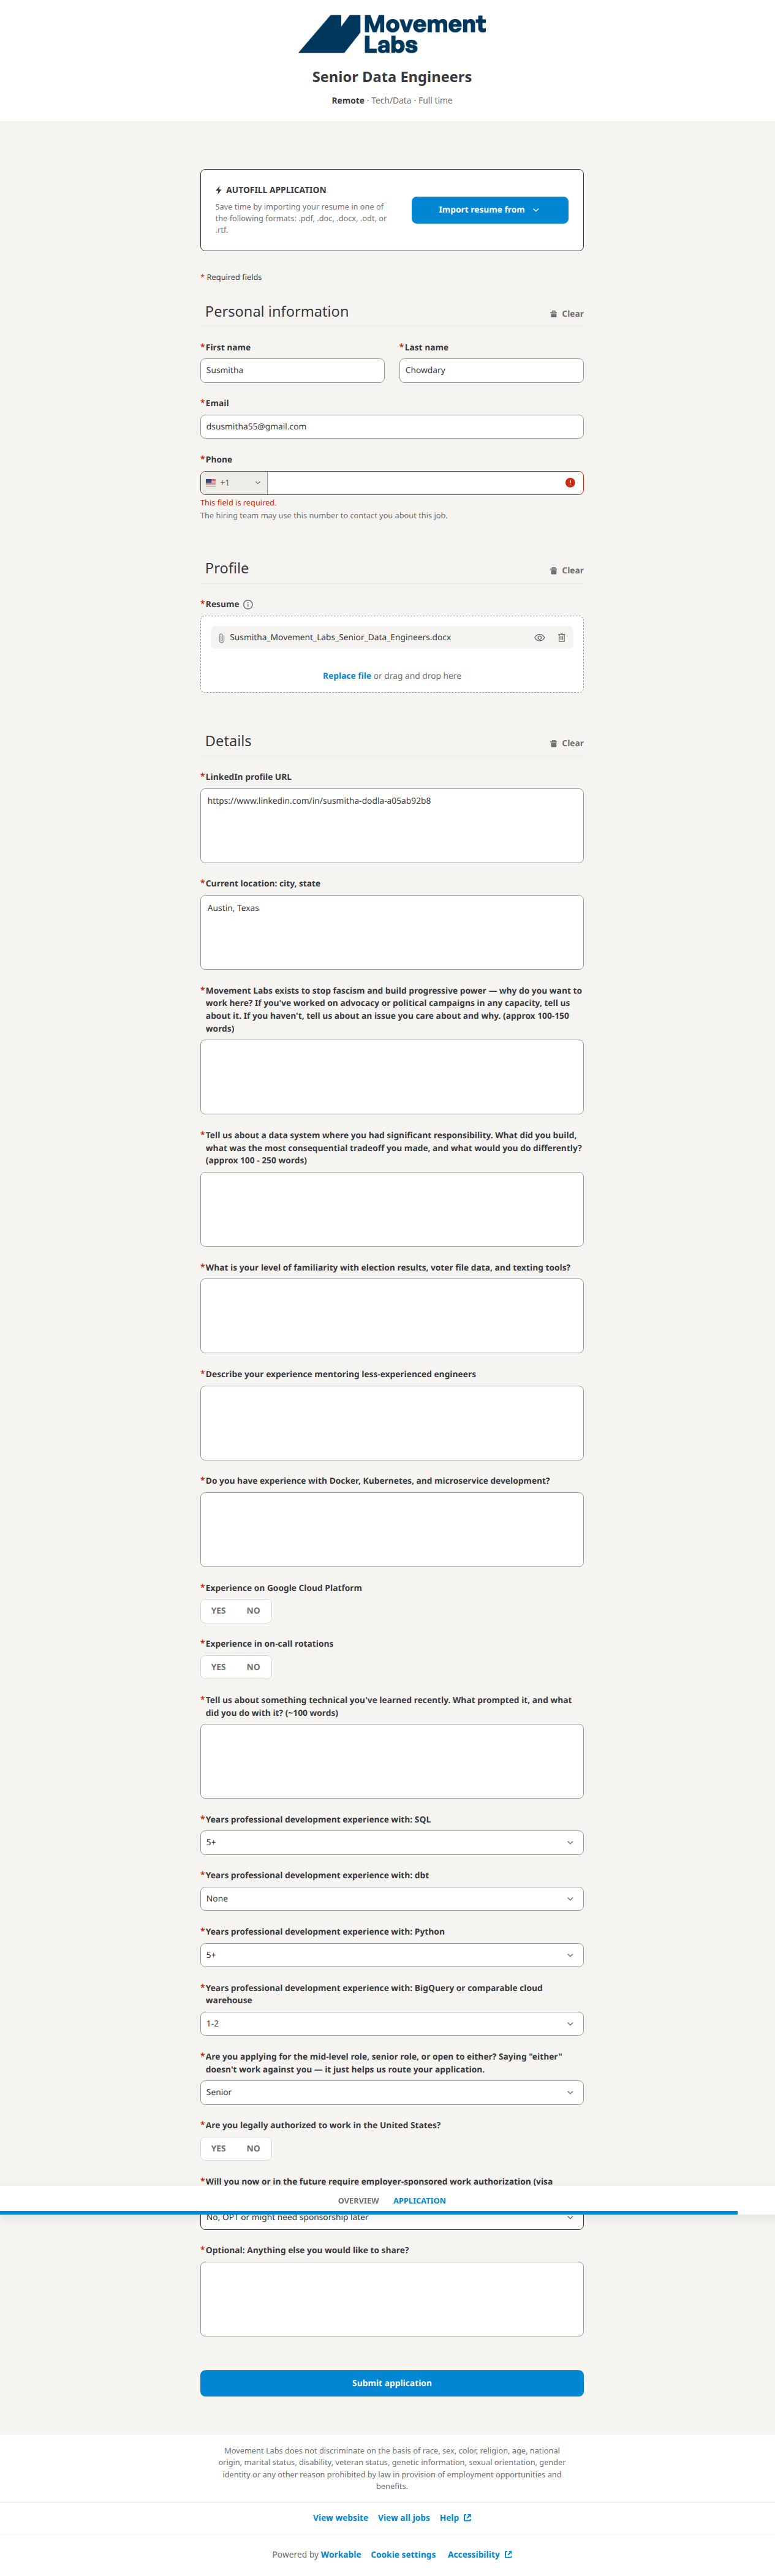 Movement
Labs
Senior Data Engineers
Remote · Tech/Data · Full time
AUTOFILL APPLICATION
Save time by importing your resume in one of
the following formats: .pdf, .doc, .docx, .odt, or
.rtf.
Import resume from
* Required fields
Personal information
Clear
*First name
*Last name
Susmitha
Chowdary
*Email
dsusmitha55@gmail.com
*Phone
+1
This field is required.
The hiring team may use this number to contact you about this job.
Profile
Clear
*Resume
Susmitha_Movement_Labs_Senior_Data_Engineers.docx
Replace file or drag and drop here
Details
Clear
*LinkedIn profile URL
https://www.linkedin.com/in/susmitha-dodla-a05ab92b8
*Current location: city, state
Austin, Texas
*Movement Labs exists to stop fascism and build progressive power — why do you want to
work here? If you've worked on advocacy or political campaigns in any capacity, tell us
about it. If you haven't, tell us about an issue you care about and why. (approx 100-150
words)
*Tell us about a data system where you had significant responsibility. What did you build,
what was the most consequential tradeoff you made, and what would you do differently?
(approx 100 - 250 words)
*What is your level of familiarity with election results, voter file data, and texting tools?
*Describe your experience mentoring less-experienced engineers
*Do you have experience with Docker, Kubernetes, and microservice development?
*Experience on Google Cloud Platform
YES NO
*Experience in on-call rotations
YES NO
*Tell us about something technical you've learned recently. What prompted it, and what
did you do with it? (~100 words)
*Years professional development experience with: SQL
5+
*Years professional development experience with: dbt
None
*Years professional development experience with: Python
5+
*Years professional development experience with: BigQuery or comparable cloud
warehouse
1-2
*Are you applying for the mid-level role, senior role, or open to either? Saying "either"
doesn't work against you — it just helps us route your application.
Senior
*Are you legally authorized to work in the United States?
YES NO
*Will you now or in the future require employer-sponsored work authorization (visa
OVERVIEW APPLICATION
No, OPT or might need sponsorship later
*Optional: Anything else you would like to share?
Submit application
Movement Labs does not discriminate on the basis of race, sex, color, religion, age, national
origin, marital status, disability, veteran status, genetic information, sexual orientation, gender
identity or any other reason prohibited by law in provision of employment opportunities and
benefits.
View website View all jobs Help
Powered by Workable Cookie settings Accessibility